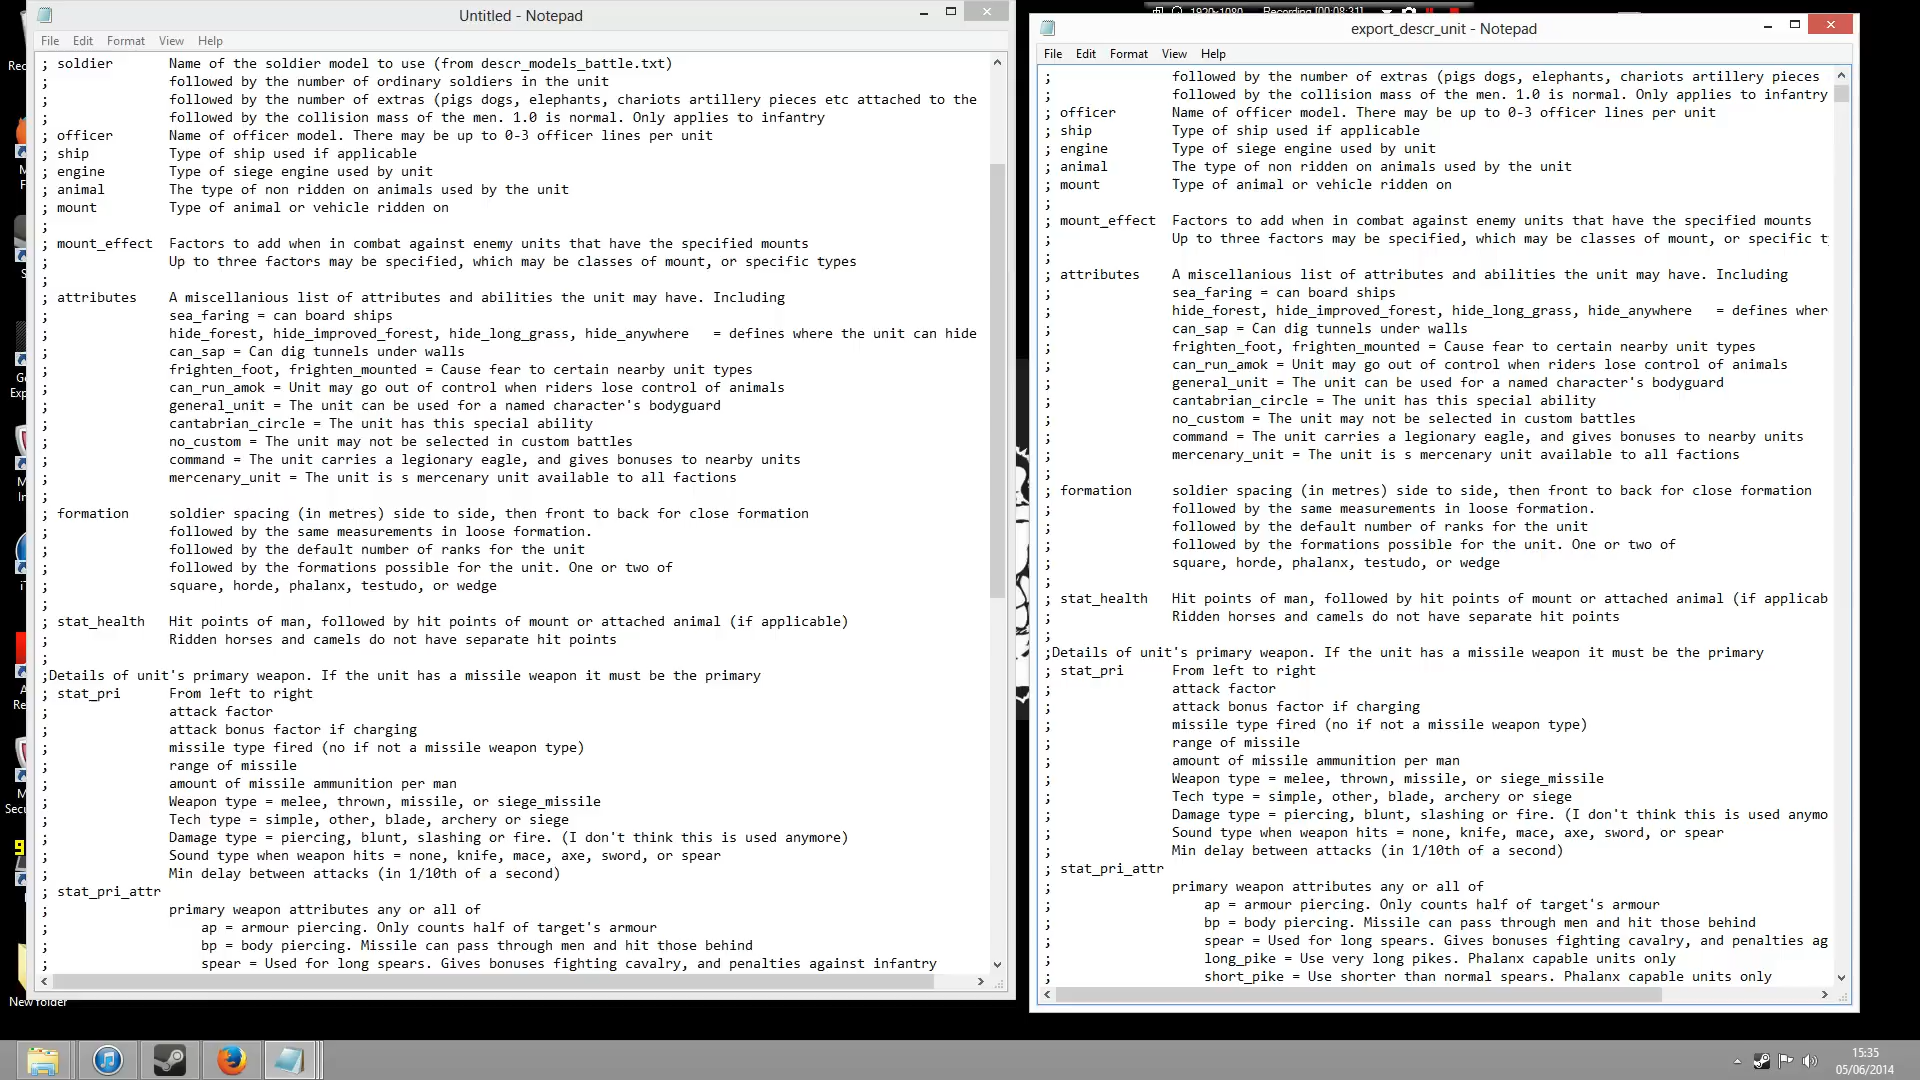 Untitled - Notepad
File Edit Format View Help
; soldier Name of the soldier model to use (from descr_models_battle.txt)
; followed by the number of ordinary soldiers in the unit
; followed by the number of extras (pigs dogs, elephants, chariots artillery pieces etc attached to the
; followed by the collision mass of the men. 1.0 is normal. Only applies to infantry
; officer Name of officer model. There may be up to 0-3 officer lines per unit
; ship Type of ship used if applicable
; engine Type of siege engine used by unit
; animal The type of non ridden on animals used by the unit
; mount Type of animal or vehicle ridden on
;
; mount_effect Factors to add when in combat against enemy units that have the specified mounts
; Up to three factors may be specified, which may be classes of mount, or specific types
;
; attributes A miscellanious list of attributes and abilities the unit may have. Including
; sea_faring = can board ships
; hide_forest, hide_improved_forest, hide_long_grass, hide_anywhere = defines where the unit can hide
; can_sap = Can dig tunnels under walls
; frighten_foot, frighten_mounted = Cause fear to certain nearby unit types
; can_run_amok = Unit may go out of control when riders lose control of animals
; general_unit = The unit can be used for a named character's bodyguard
; cantabrian_circle = The unit has this special ability
; no_custom = The unit may not be selected in custom battles
; command = The unit carries a legionary eagle, and gives bonuses to nearby units
; mercenary_unit = The unit is s mercenary unit available to all factions
;
; formation soldier spacing (in metres) side to side, then front to back for close formation
; followed by the same measurements in loose formation.
; followed by the default number of ranks for the unit
; followed by the formations possible for the unit. One or two of
; square, horde, phalanx, testudo, or wedge
;
; stat_health Hit points of man, followed by hit points of mount or attached animal (if applicable)
; Ridden horses and camels do not have separate hit points
;
;Details of unit's primary weapon. If the unit has a missile weapon it must be the primary
; stat_pri From left to right
; attack factor
; attack bonus factor if charging
; missile type fired (no if not a missile weapon type)
; range of missile
; amount of missile ammunition per man
; Weapon type = melee, thrown, missile, or siege_missile
; Tech type = simple, other, blade, archery or siege
; Damage type = piercing, blunt, slashing or fire. (I don't think this is used anymore)
; Sound type when weapon hits = none, knife, mace, axe, sword, or spear
; Min delay between attacks (in 1/10th of a second)
; stat_pri_attr
; primary weapon attributes any or all of
; ap = armour piercing. Only counts half of target's armour
; bp = body piercing. Missile can pass through men and hit those behind
; spear = Used for long spears. Gives bonuses fighting cavalry, and penalties against infantry
New folder
1920x1080 Recording [00:08:31]
export_descr_unit - Notepad
File Edit Format View Help
; followed by the number of extras (pigs dogs, elephants, chariots artillery pieces
; followed by the collision mass of the men. 1.0 is normal. Only applies to infantry
; officer Name of officer model. There may be up to 0-3 officer lines per unit
; ship Type of ship used if applicable
; engine Type of siege engine used by unit
; animal The type of non ridden on animals used by the unit
; mount Type of animal or vehicle ridden on
;
; mount_effect Factors to add when in combat against enemy units that have the specified mounts
; Up to three factors may be specified, which may be classes of mount, or specific t
;
; attributes A miscellanious list of attributes and abilities the unit may have. Including
; sea_faring = can board ships
; hide_forest, hide_improved_forest, hide_long_grass, hide_anywhere = defines wher
; can_sap = Can dig tunnels under walls
; frighten_foot, frighten_mounted = Cause fear to certain nearby unit types
; can_run_amok = Unit may go out of control when riders lose control of animals
; general_unit = The unit can be used for a named character's bodyguard
; cantabrian_circle = The unit has this special ability
; no_custom = The unit may not be selected in custom battles
; command = The unit carries a legionary eagle, and gives bonuses to nearby units
; mercenary_unit = The unit is s mercenary unit available to all factions
;
; formation soldier spacing (in metres) side to side, then front to back for close formation
; followed by the same measurements in loose formation.
; followed by the default number of ranks for the unit
; followed by the formations possible for the unit. One or two of
; square, horde, phalanx, testudo, or wedge
;
; stat_health Hit points of man, followed by hit points of mount or attached animal (if applicab
; Ridden horses and camels do not have separate hit points
;
;Details of unit's primary weapon. If the unit has a missile weapon it must be the primary
; stat_pri From left to right
; attack factor
; attack bonus factor if charging
; missile type fired (no if not a missile weapon type)
; range of missile
; amount of missile ammunition per man
; Weapon type = melee, thrown, missile, or siege_missile
; Tech type = simple, other, blade, archery or siege
; Damage type = piercing, blunt, slashing or fire. (I don't think this is used anymo
; Sound type when weapon hits = none, knife, mace, axe, sword, or spear
; Min delay between attacks (in 1/10th of a second)
; stat_pri_attr
; primary weapon attributes any or all of
; ap = armour piercing. Only counts half of target's armour
; bp = body piercing. Missile can pass through men and hit those behind
; spear = Used for long spears. Gives bonuses fighting cavalry, and penalties ag
; long_pike = Use very long pikes. Phalanx capable units only
; short_pike = Use shorter than normal spears. Phalanx capable units only
15:35
05/06/2014